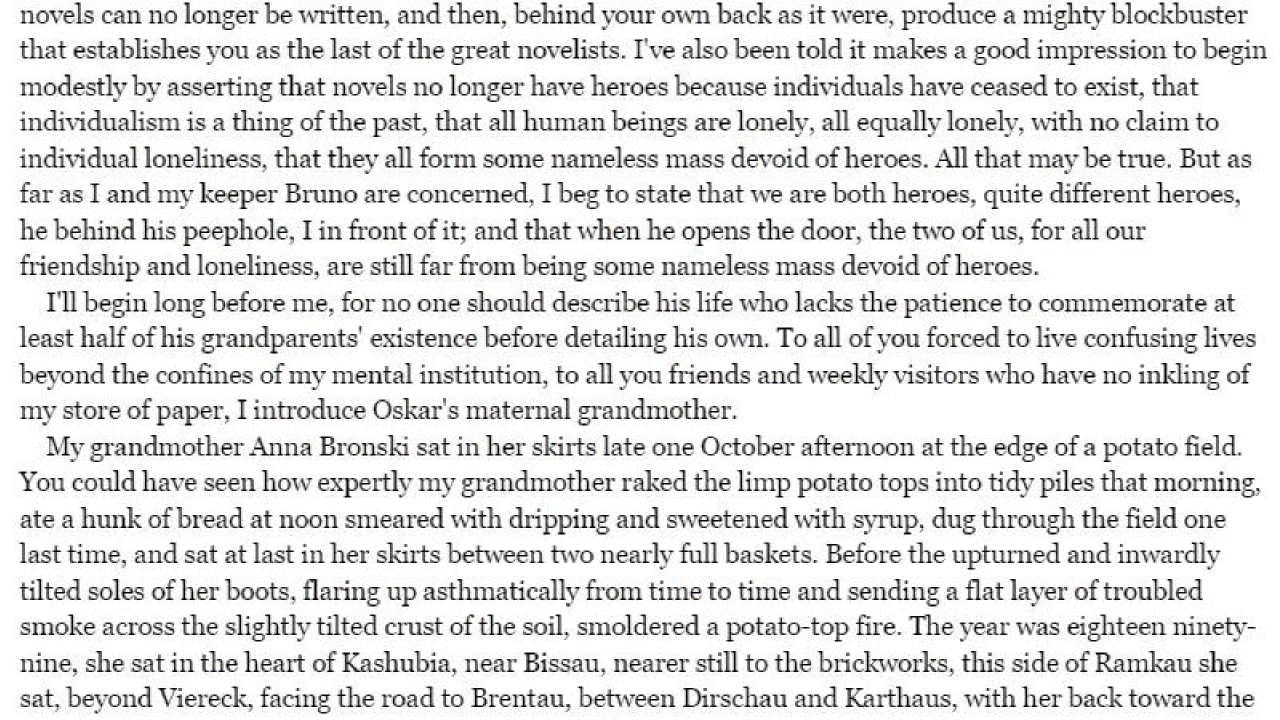 novels can no longer be written, and then, behind your own back as it were, produce a mighty blockbuster
that establishes you as the last of the great novelists. I've also been told it makes a good impression to begin
modestly by asserting that novels no longer have heroes because individuals have ceased to exist, that
individualism is a thing of the past, that all human beings are lonely, all equally lonely, with no claim to
individual loneliness, that they all form some nameless mass devoid of heroes. All that may be true. But as
far as I and my keeper Bruno are concerned, I beg to state that we are both heroes, quite different heroes,
he behind his peephole, I in front of it; and that when he opens the door, the two of us, for all our
friendship and loneliness, are still far from being some nameless mass devoid of heroes.
I'll begin long before me, for no one should describe his life who lacks the patience to commemorate at
least half of his grandparents' existence before detailing his own. To all of you forced to live confusing lives
beyond the confines of my mental institution, to all you friends and weekly visitors who have no inkling of
my store of paper, I introduce Oskar's maternal grandmother.
My grandmother Anna Bronski sat in her skirts late one October afternoon at the edge of a potato field.
You could have seen how expertly my grandmother raked the limp potato tops into tidy piles that morning,
ate a hunk of bread at noon smeared with dripping and sweetened with syrup, dug through the field one
last time, and sat at last in her skirts between two nearly full baskets. Before the upturned and inwardly
tilted soles of her boots, flaring up asthmatically from time to time and sending a flat layer of troubled
smoke across the slightly tilted crust of the soil, smoldered a potato-top fire. The year was eighteen ninety-
nine, she sat in the heart of Kashubia, near Bissau, nearer still to the brickworks, this side of Ramkau she
sat, beyond Viereck, facing the road to Brentau, between Dirschau and Karthaus, with her back toward the